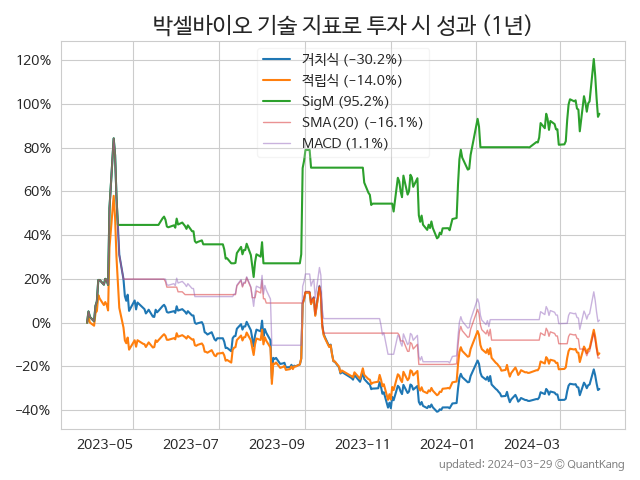 박셀바이오 기술 지표로 투자 시 성과 (1년)
거치식 (−30.2%)
적립식 (−14.0%)
SigM (95.2%)
SMA(20) (−16.1%)
MACD (1.1%)
120%
100%
80%
60%
40%
20%
0%
−20%
−40%
2023-05
2023-07
2023-09
2023-11
2024-01
2024-03
updated: 2024-03-29 © QuantKang